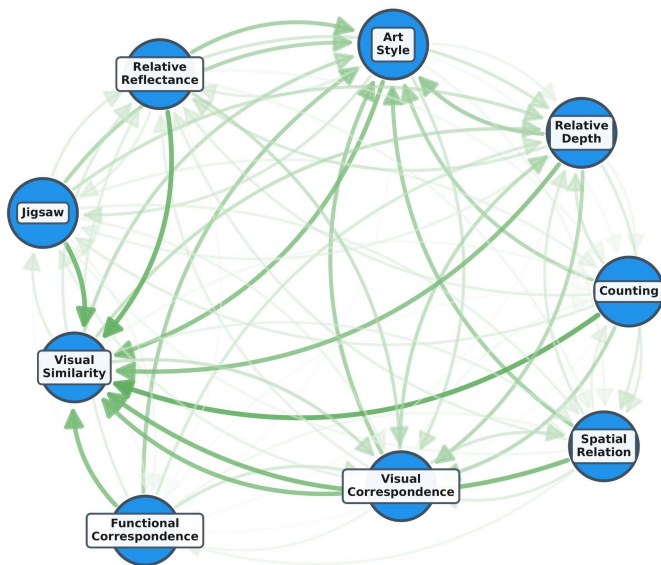 Art
Style
Relative
Reflectance
Relative
Depth
Jigsaw
Counting
Visual
Similarity
Spatial
Relation
Visual
Correspondence
Functional
Correspondence